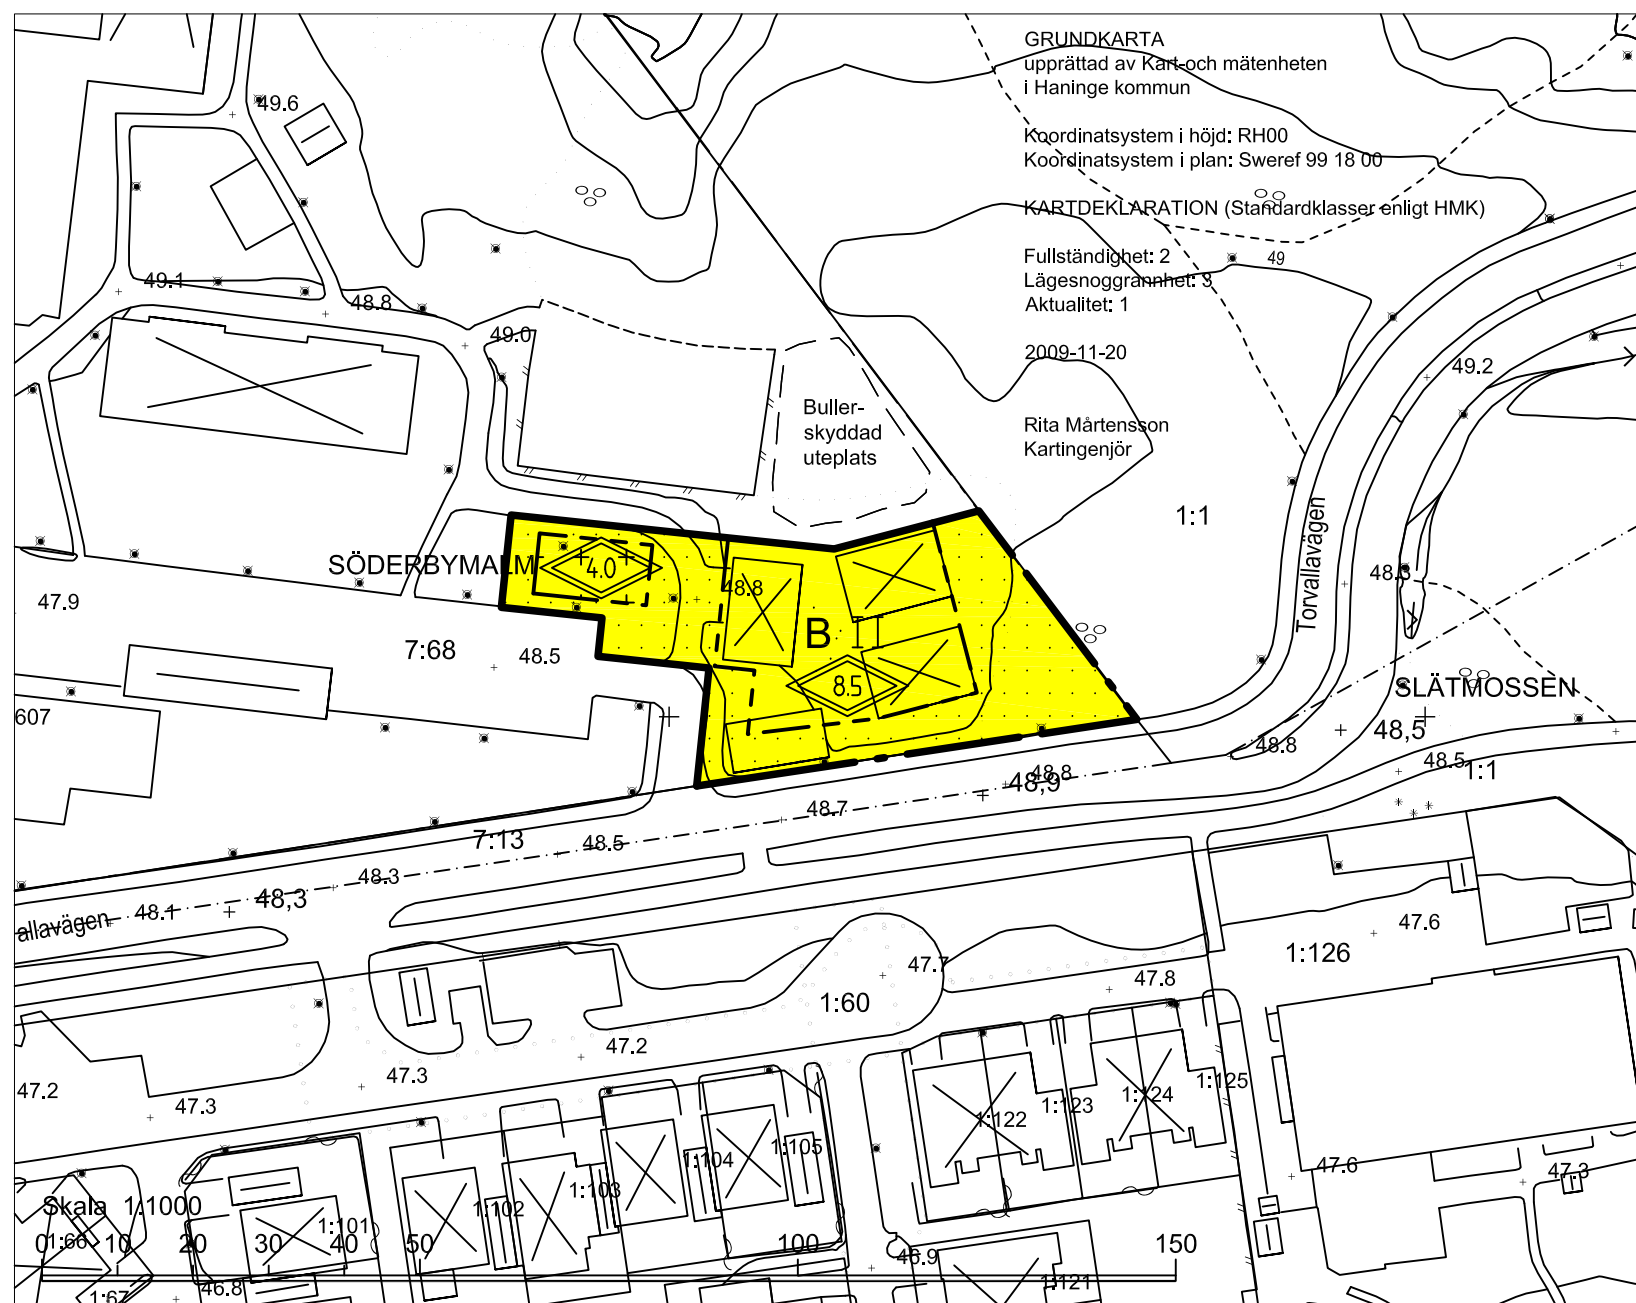 GRUNDKARTA
upprättad av Kart-och mätenheten
i Haninge kommun
Koordinatsystem i höjd: RH00
Koordinatsystem i plan: Sweref 99 18 00
KARTDEKLARATION (Standardklasser enligt HMK)
Fullständighet: 2
Lägesnoggrannhet: 3
Aktualitet: 1
2009-11-20
Rita Mårtensson
Kartingenjör
49.6
49
49.1
48.8
49.0
49.2
Buller-
skyddad
uteplats
1:1
Torvallavägen
SÖDERBYMALM
4.0
48.8
48.3
47.9
B II
7:68
48.5
8.5
SLÄTMOSSEN
607
48,5
48.8
48.5
1:1
48.8
48,9
48.7
7:13
48.5
48.3
48,3
48.1
allavägen
47.6
1:126
47.7
47.8
1:60
47.2
47.3
47.2
47.3
1:125
1:124
1:123
1:122
1:105
1:104
1:103
1:102
1:101
47.6
47.3
Skala 1:1000
0 10 20 30 40 50 100 150
1:66
46.9
46.8
1:67
1:121